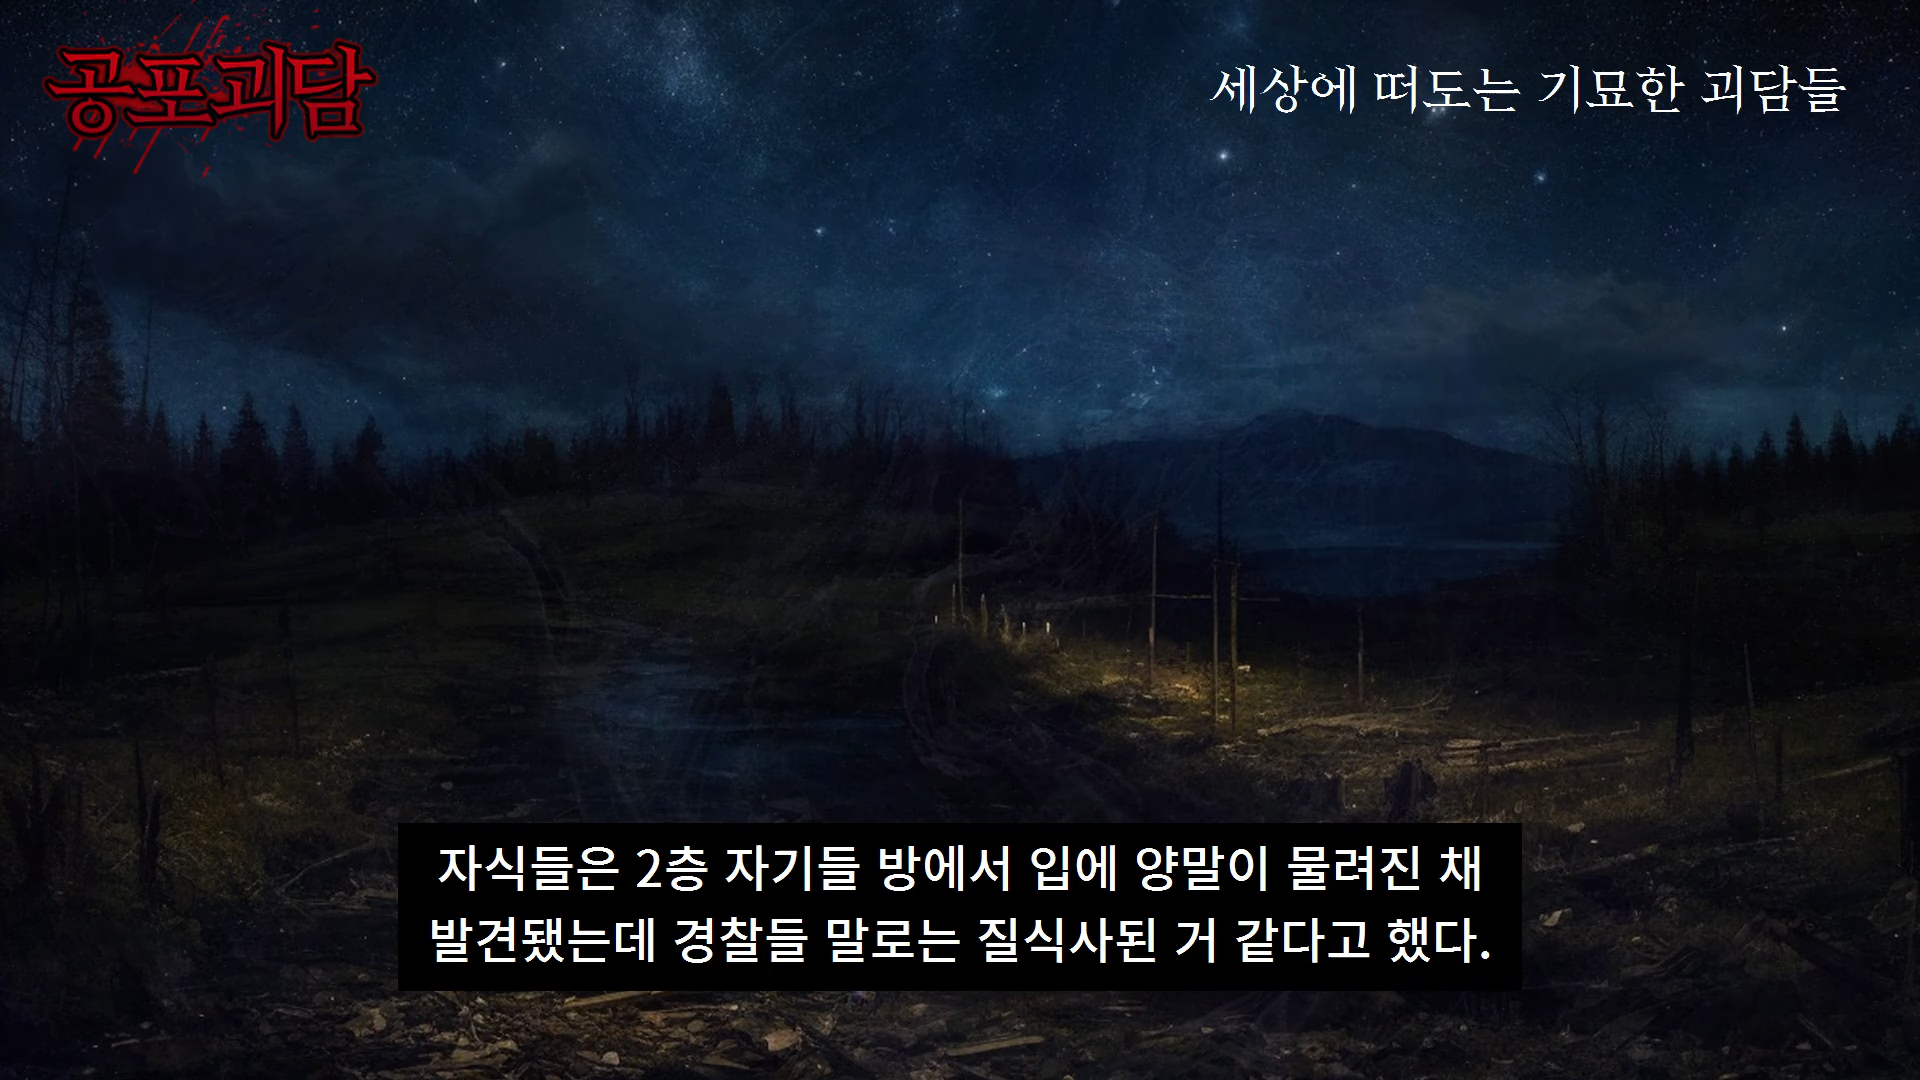 공포괴담
세상에 떠도는 기묘한 괴담들
자식들은 2층 자기들 방에서 입에 양말이 물려진 채
발견됐는데 경찰들 말로는 질식사된 거 같다고 했다.